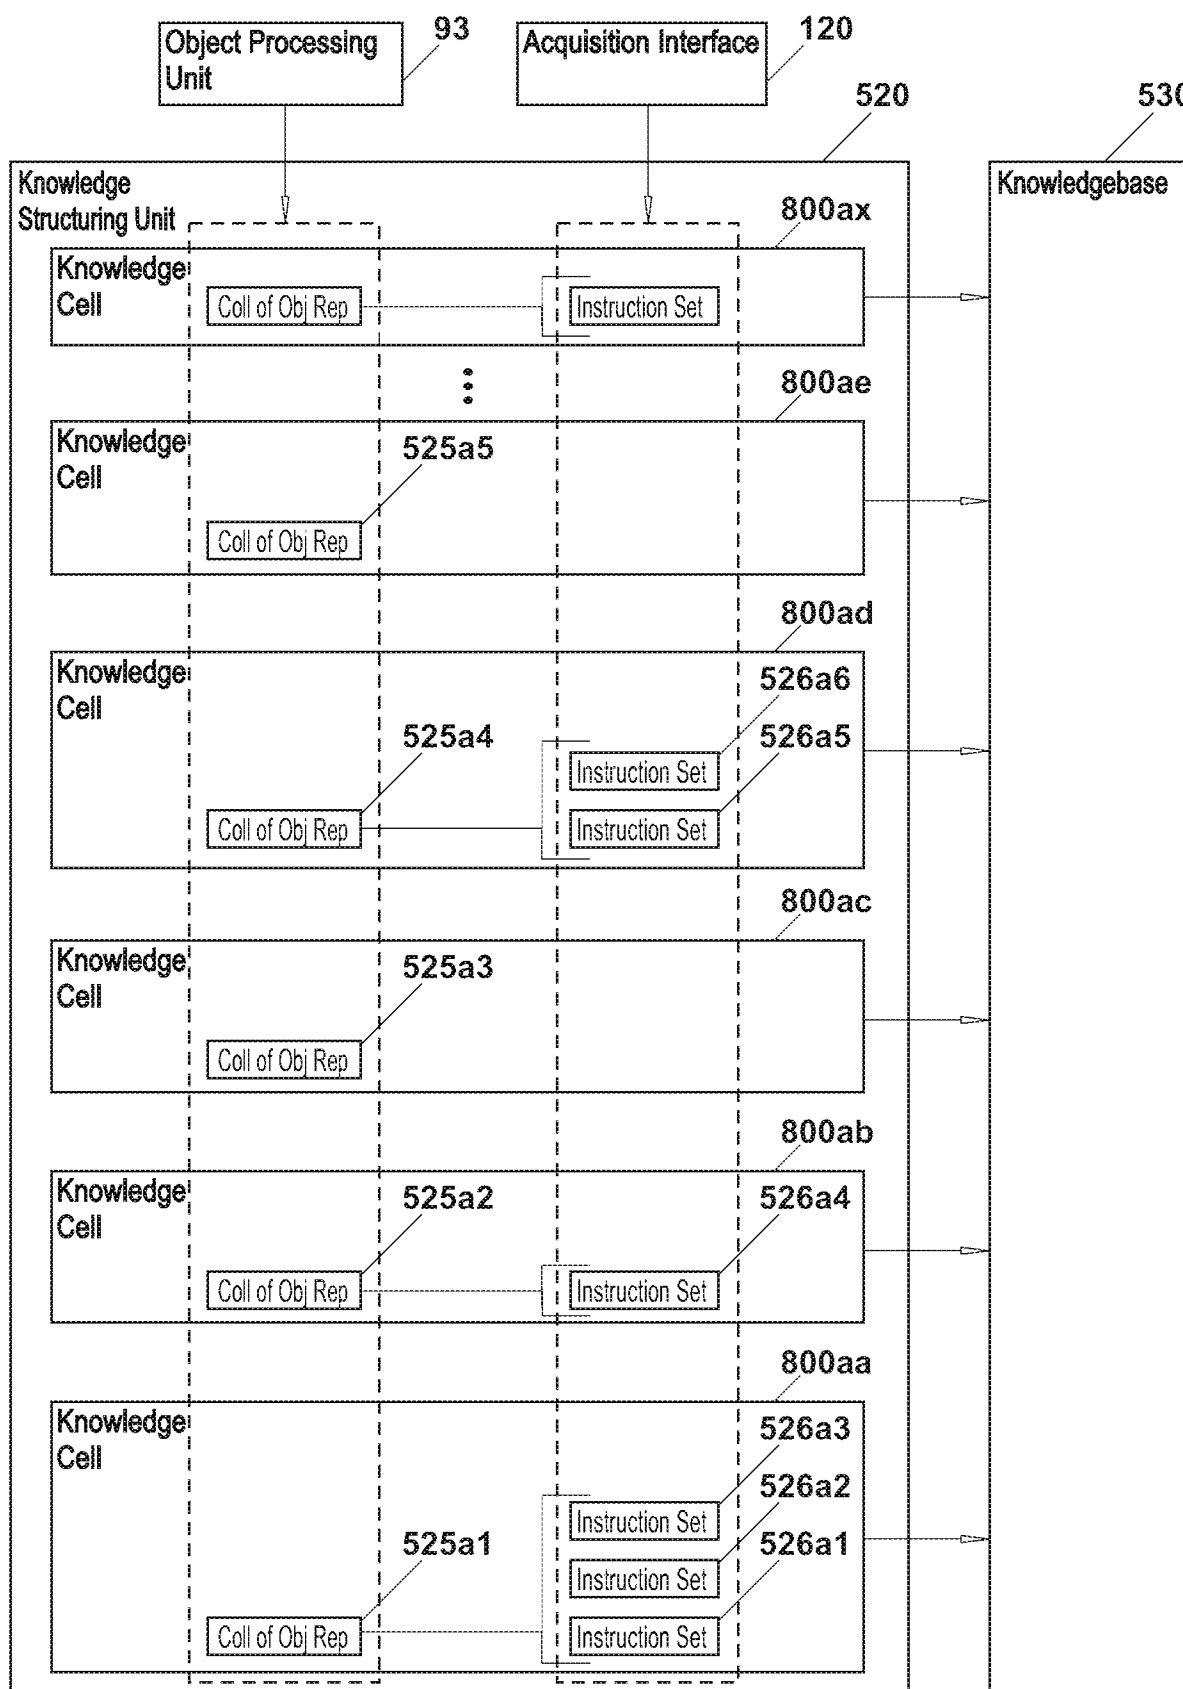 Object Processing
Unit
93
Acquisition Interface
120
520
530
Knowledge
Structuring Unit
Knowledgebase
800ax
Knowledge
Cell
Coll of Obj Rep
Instruction Set
800ae
Knowledge
Cell
525a5
Coll of Obj Rep
800ad
Knowledge
Cell
526a6
525a4
526a5
Instruction Set
Coll of Obj Rep
Instruction Set
800ac
Knowledge
Cell
525a3
Coll of Obj Rep
800ab
Knowledge
Cell
525a2
526a4
Coll of Obj Rep
Instruction Set
800aa
Knowledge
Cell
526a3
526a2
Instruction Set
525a1
526a1
Instruction Set
Coll of Obj Rep
Instruction Set